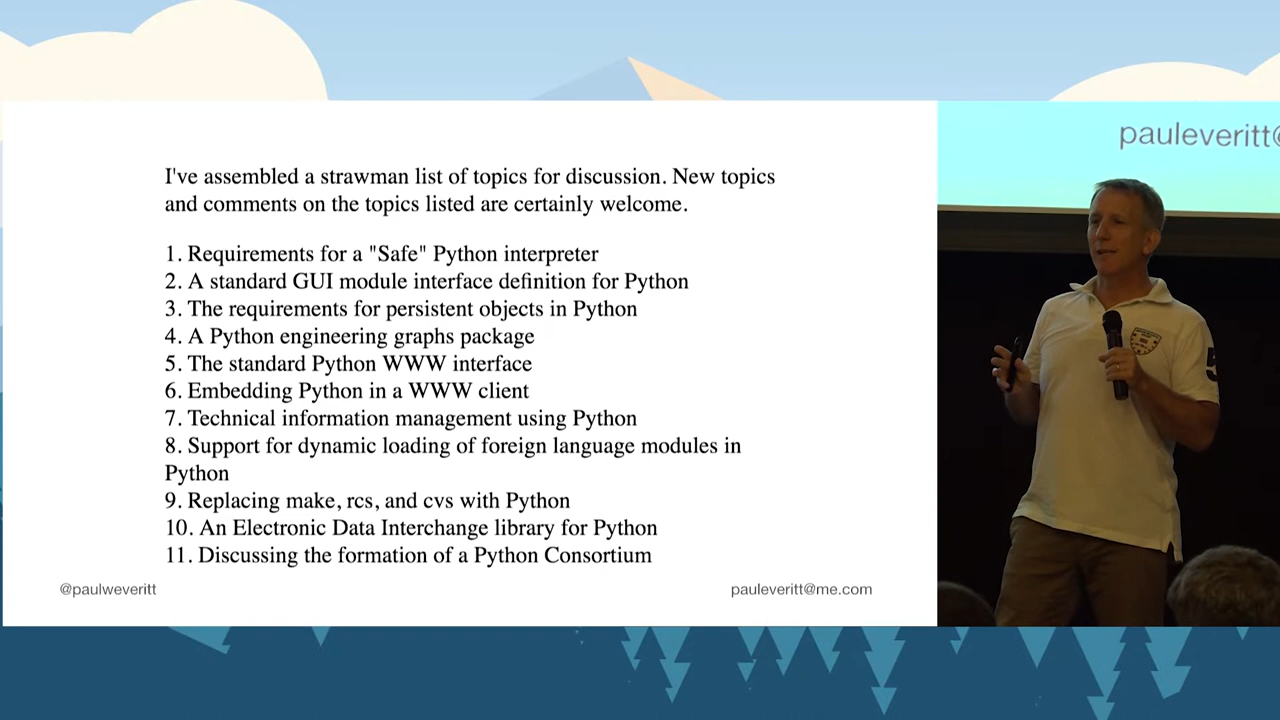 I've assembled a strawman list of topics for discussion. New topics
and comments on the topics listed are certainly welcome.
1. Requirements for a "Safe" Python interpreter
2. A standard GUI module interface definition for Python
3. The requirements for persistent objects in Python
4. A Python engineering graphs package
5. The standard Python WWW interface
6. Embedding Python in a WWW client
7. Technical information management using Python
8. Support for dynamic loading of foreign language modules in
Python
9. Replacing make, rcs, and cvs with Python
10. An Electronic Data Interchange library for Python
11. Discussing the formation of a Python Consortium
@paulweveritt
paulweveritt@me.com
pauleveritt@
5